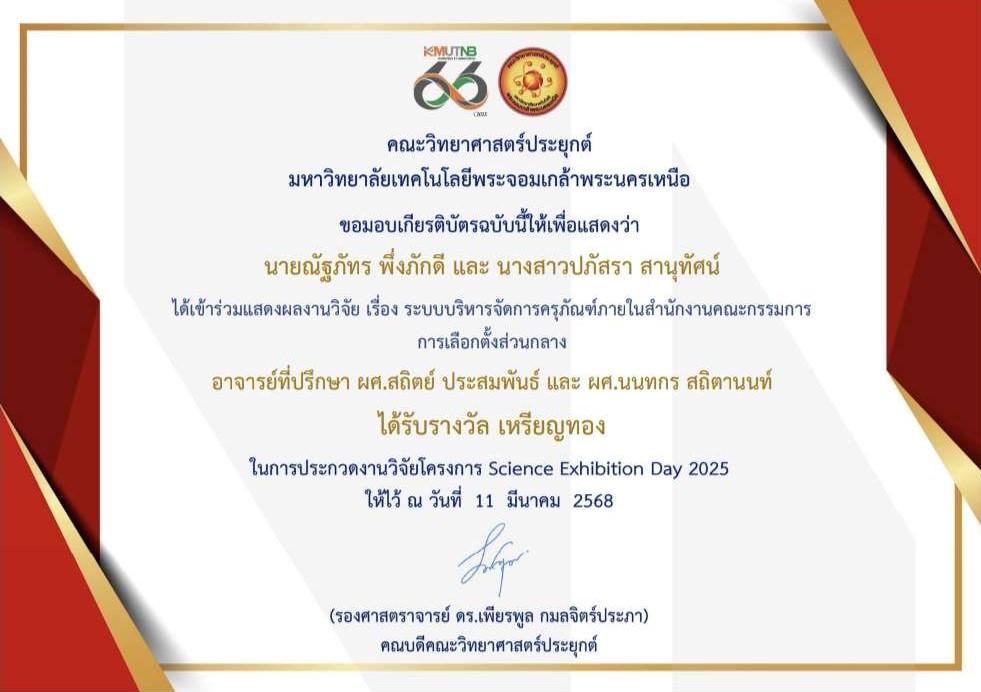 KMUTNB
66
คณะวิทยาศาสตร์ประยุกต์
มหาวิทยาลัยเทคโนโลยีพระจอมเกล้าพระนครเหนือ
ขอมอบเกียรติบัตรฉบับนี้ให้เพื่อแสดงว่า
นายณัฐภัทร พึ่งภักดี และ นางสาวปภัสรา สานุทัศน์
ได้เข้าร่วมแสดงผลงานวิจัย เรื่อง ระบบบริหารจัดการครุภัณฑ์ภายในสำนักงานคณะกรรมการ
การเลือกตั้งส่วนกลาง
อาจารย์ที่ปรึกษา ผศ.สถิตย์ ประสมพันธ์ และ ผศ.นนทกร สถิตานนท์
ได้รับรางวัล เหรียญทอง
ในการประกวดงานวิจัยโครงการ Science Exhibition Day 2025
ให้ไว้ ณ วันที่ 11 มีนาคม 2568
(รองศาสตราจารย์ ดร.เพียรพูล กมลจิตร์ประภา)
คณบดีคณะวิทยาศาสตร์ประยุกต์